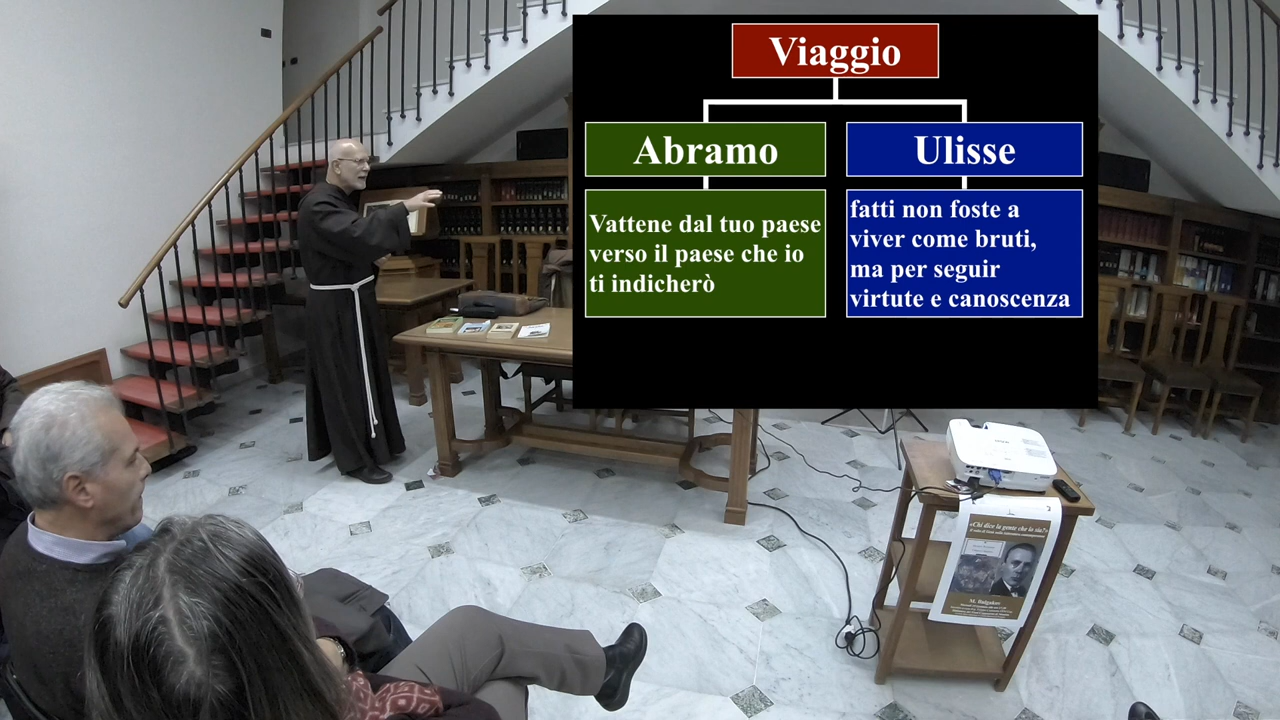 Viaggio
Abramo
Ulisse
Vattene dal tuo paese
verso il paese che io
ti indicherò
fatti non foste a
viver come bruti,
ma per seguir
virtute e canoscenza
«Chi dice la gente che io sia?»
M. Bulgakov